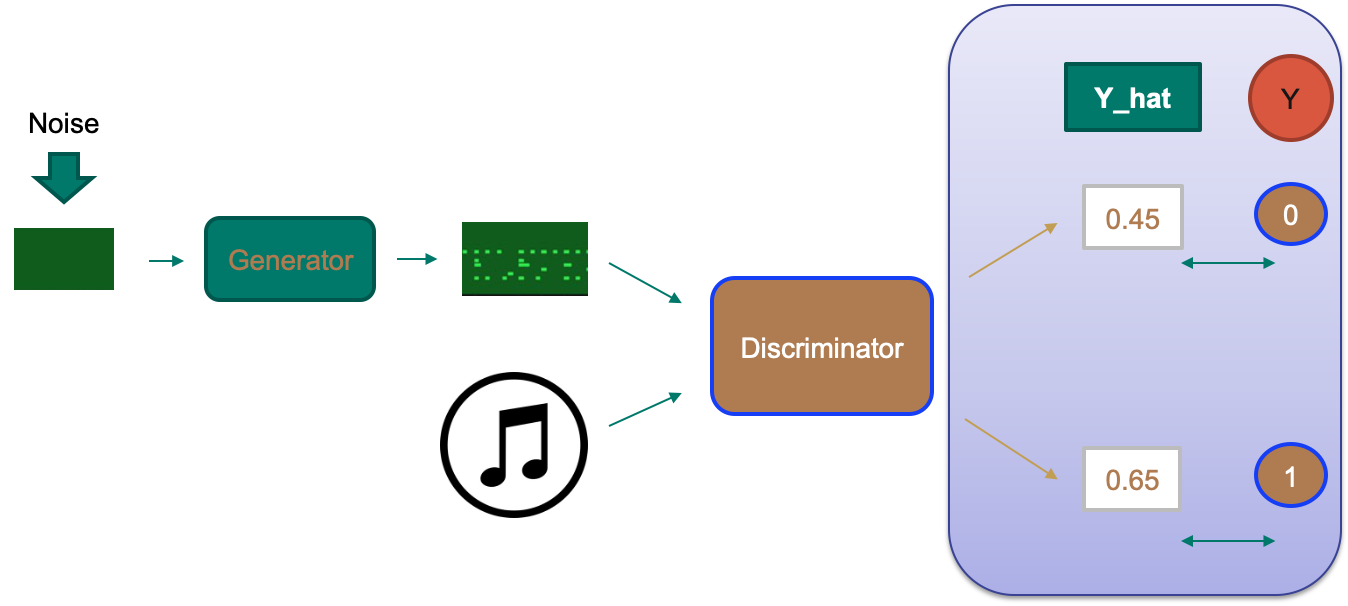 Noise
Generator
Discriminator
Y_hat
Y
0.45
0
0.65
1